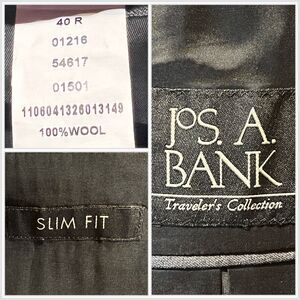 40 R
01216
54617
01501
1106041326013149
100%WOOL
SLIM FIT
JOS. A.
BANK
Traveler's Collection